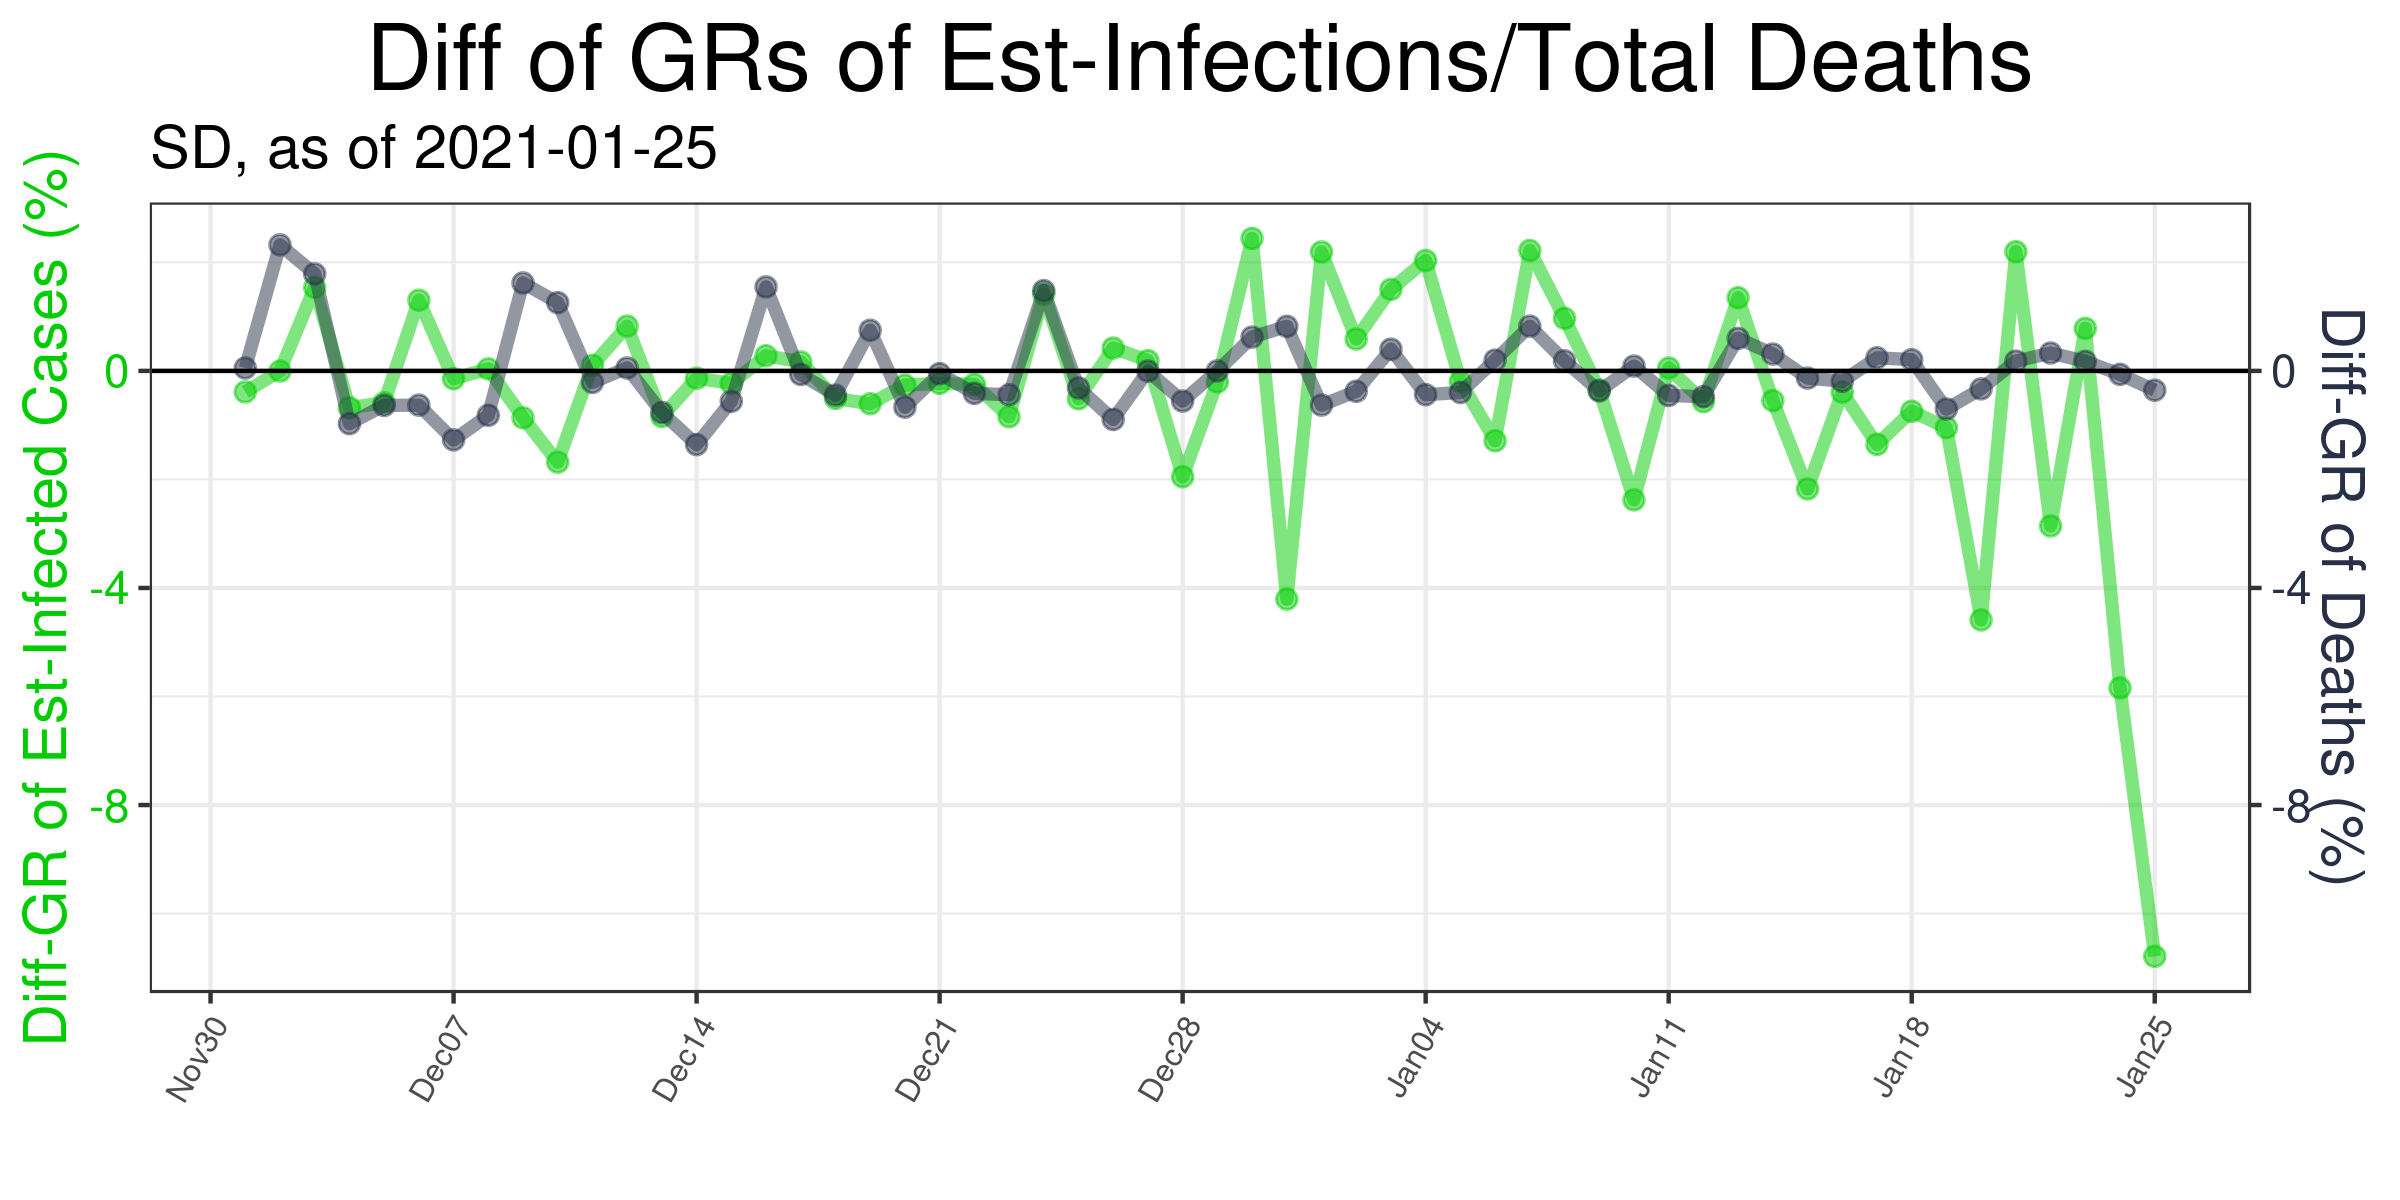 Diff of GRs of Est-Infections/Total Deaths
SD, as of 2021-01-25
Diff-GR of Est-Infected Cases (%)
0
-4
-8
0
-4
-8
Diff-GR of Deaths (%)
Nov30
Dec07
Dec14
Dec21
Dec28
Jan04
Jan11
Jan18
Jan25